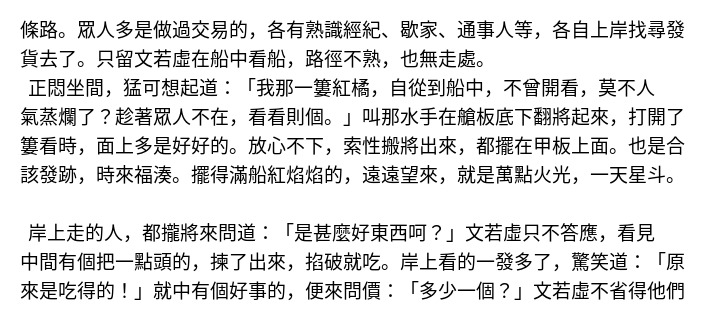 條路。眾人多是做過交易的，各有熟識經紀、歇家、通事人等，各自上岸找尋發
貨去了。只留文若虛在船中看船，路徑不熟，也無走處。
正悶坐間，猛可想起道：「我那一簍紅橘，自從到船中，不曾開看，莫不人
氣蒸爛了？趁著眾人不在，看看則個。」叫那水手在艙板底下翻將起來，打開了
簍看時，面上多是好好的。放心不下，索性搬將出來，都擺在甲板上面。也是合
該發跡，時來福湊。擺得滿船紅焰焰的，遠遠望來，就是萬點火光，一天星斗。
岸上走的人，都攏將來問道：「是甚麼好東西呵？」文若虛只不答應，看見
中間有個把一點頭的，揀了出來，掐破就吃。岸上看的一發多了，驚笑道：「原
來是吃得的！」就中有個好事的，便來問價：「多少一個？」文若虛不省得他們